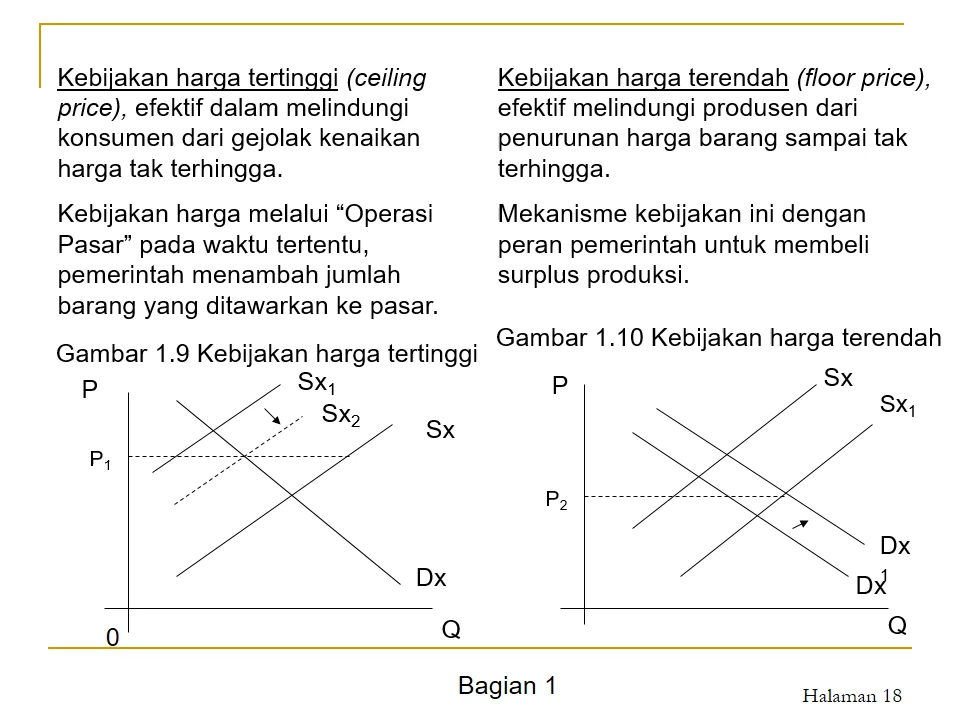 Kebijakan harga tertinggi (ceiling
price), efektif dalam melindungi
konsumen dari gejolak kenaikan
harga tak terhingga.
Kebijakan harga melalui “Operasi
Pasar” pada waktu tertentu,
pemerintah menambah jumlah
barang yang ditawarkan ke pasar.
Gambar 1.9 Kebijakan harga tertinggi
P
Sx1
Sx2
Sx
P1
Dx
0
Q
Kebijakan harga terendah (floor price),
efektif melindungi produsen dari
penurunan harga barang sampai tak
terhingga.
Mekanisme kebijakan ini dengan
peran pemerintah untuk membeli
surplus produksi.
Gambar 1.10 Kebijakan harga terendah
P
Sx
Sx1
P2
Dx
1
Dx
Q
Bagian 1
Halaman 18